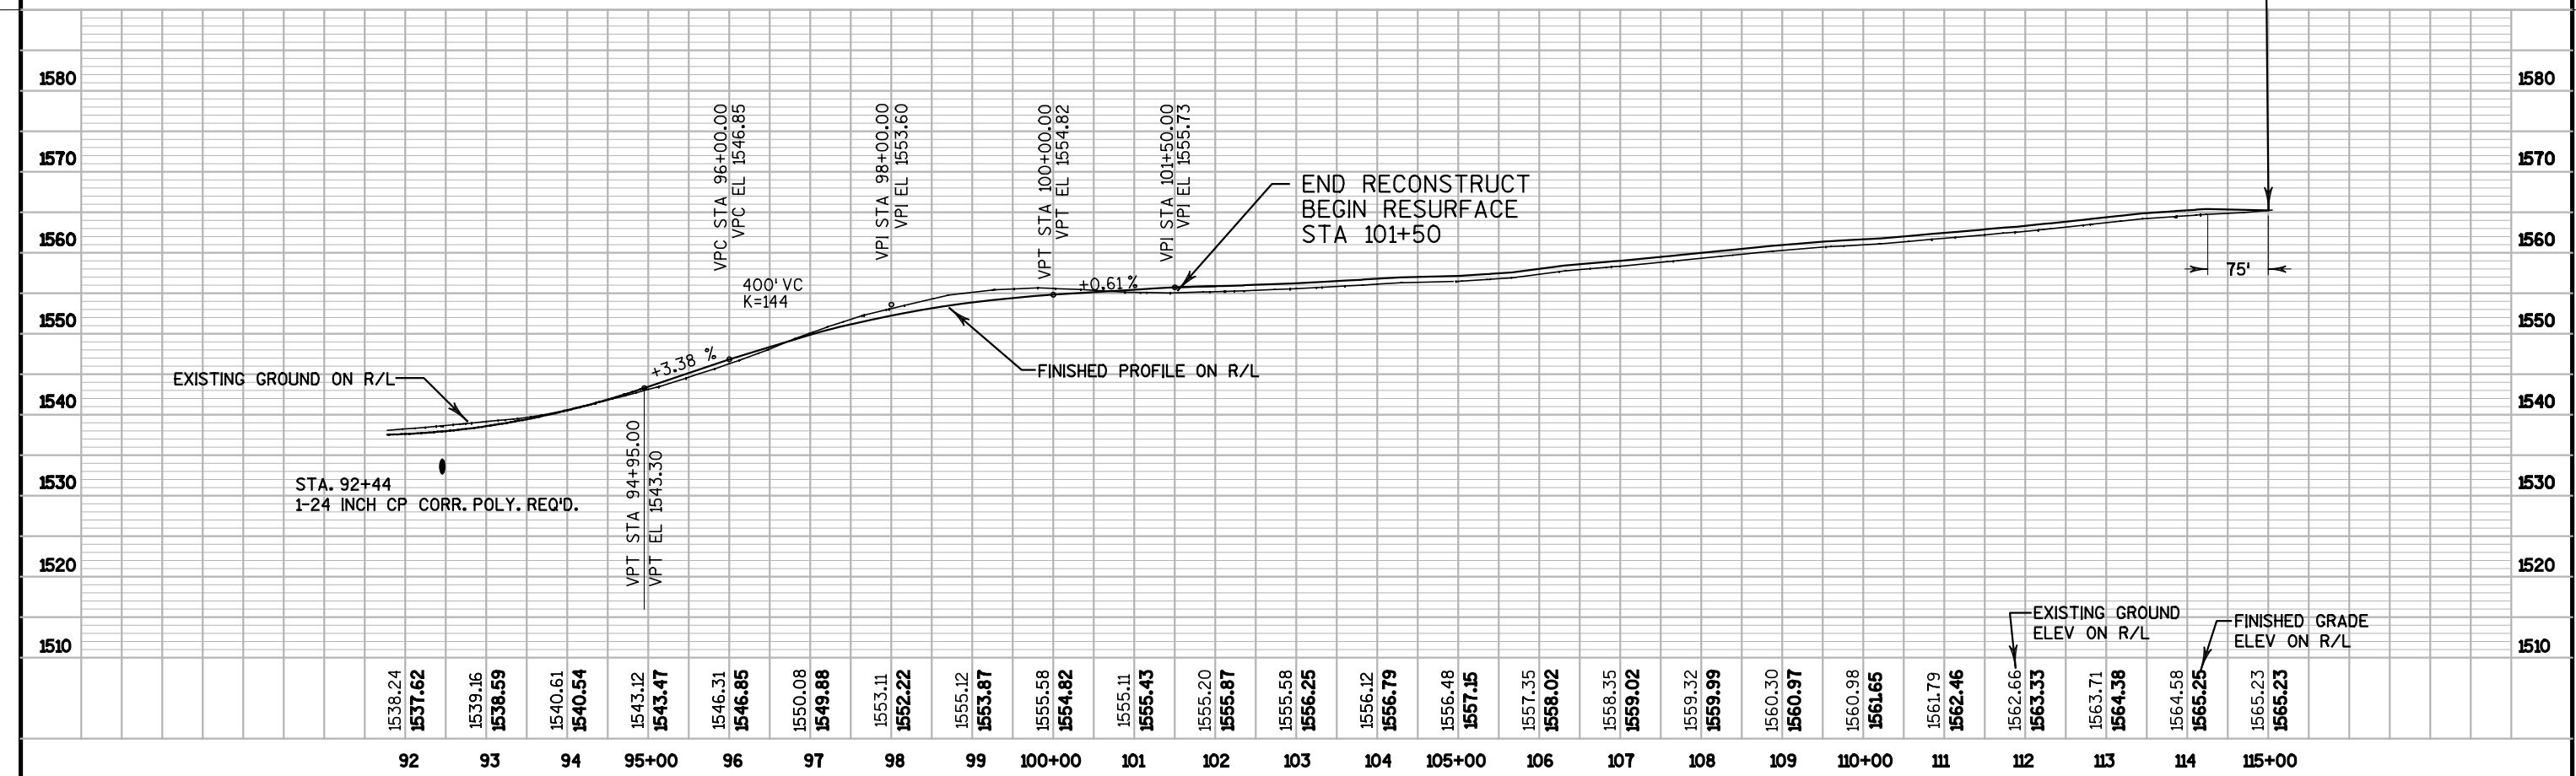 1580
1580
1570
1570
1560
1560
1550
1550
1540
1540
1530
1530
1520
1520
1510
1510
VPC STA 96+00.00
VPC EL 1546.85
VPI STA 98+00.00
VPI EL 1553.60
VPT STA 100+00.00
VPT EL 1554.82
VPI STA 101+50.00
VPI EL 1555.73
END RECONSTRUCT
BEGIN RESURFACE
STA 101+50
75'
400' VC
K=144
+0.61%
+3.38 %
EXISTING GROUND ON R/L
FINISHED PROFILE ON R/L
STA. 92+44
1-24 INCH CP CORR. POLY. REQ'D.
VPT STA 94+95.00
VPT EL 1543.30
EXISTING GROUND
ELEV ON R/L
FINISHED GRADE
ELEV ON R/L
1538.24
1537.62
1539.16
1538.59
1540.61
1540.54
1543.12
1543.47
1546.31
1546.85
1550.08
1549.88
1553.11
1552.22
1555.12
1553.87
1555.58
1554.82
1555.11
1555.43
1555.20
1555.87
1555.58
1556.25
1556.12
1556.79
1556.48
1557.15
1557.35
1558.02
1558.35
1559.02
1559.32
1559.99
1560.30
1560.97
1560.98
1561.65
1561.79
1562.46
1562.66
1563.33
1563.71
1564.38
1564.58
1565.25
1565.23
1565.23
92 93 94 95+00 96 97 98 99 100+00 101 102 103 104 105+00 106 107 108 109 110+00 111 112 113 114 115+00